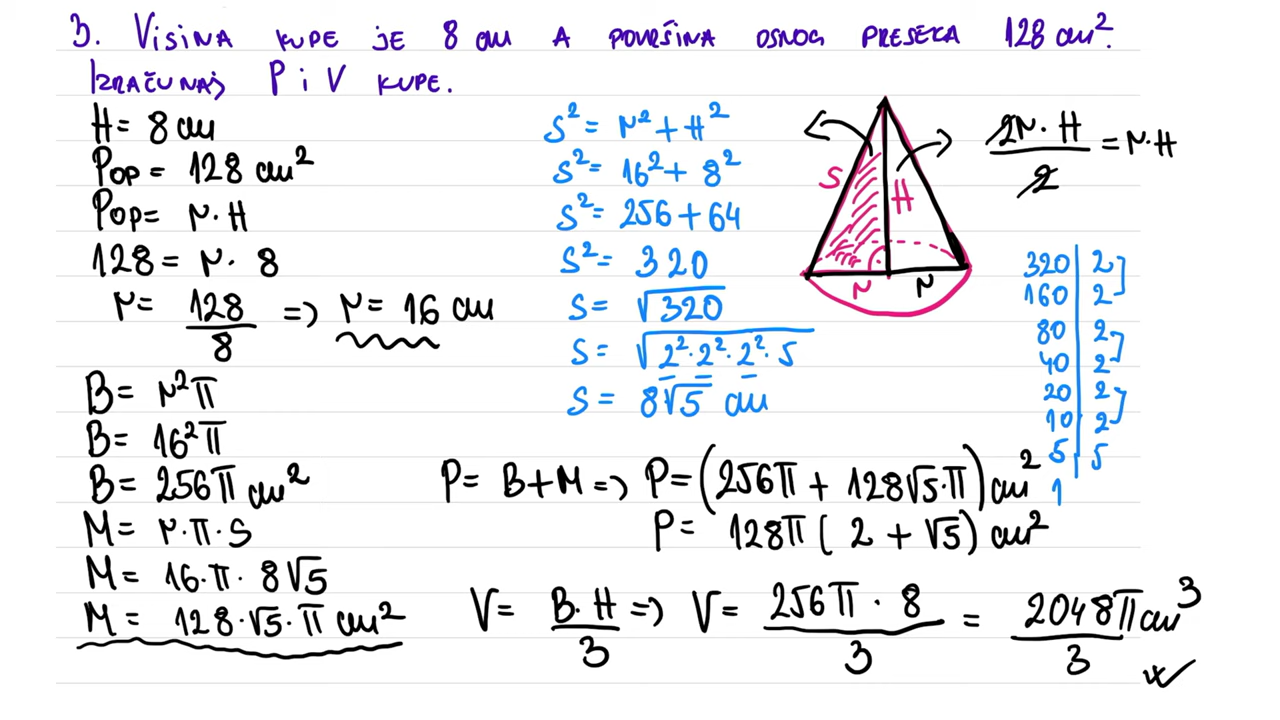 3. VISINA KUPE JE 8 cm A POVRŠINA OSNOG PRESEKA 128 cm².
IZRAČUNAJ P i V KUPE.
H = 8 cm
Pop = 128 cm²
Pop = r · H
128 = r · 8
r = 128/8 => r = 16 cm
B = r²π
B = 16²π
B = 256π cm²
M = r·π·s
M = 16·π·8√5
M = 128·√5·π cm²
s² = r² + H²
s² = 16² + 8²
s² = 256 + 64
s² = 320
s = √320
s = √2²·2²·2²·5
s = 8√5 cm
s
H
r
r
2r·H/2 = r·H
320 | 2
160 | 2
80 | 2
40 | 2
20 | 2
10 | 2
5 | 5
1
P = B+M => P = (256π + 128√5·π) cm²
P = 128π ( 2 + √5) cm²
V = B·H/3 => V = 256π · 8/3 = 2048π cm³/3